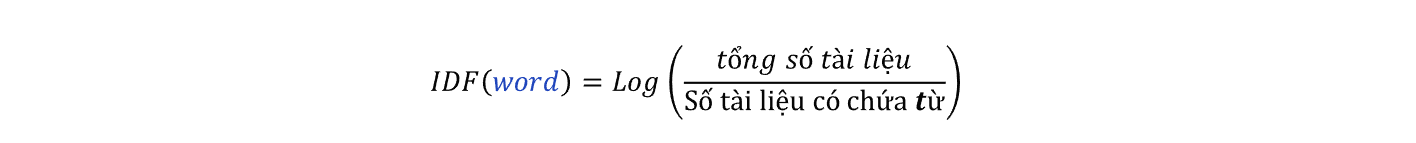 tổng số tài liệu
IDF(word) = Log ( )
Số tài liệu có chứa từ